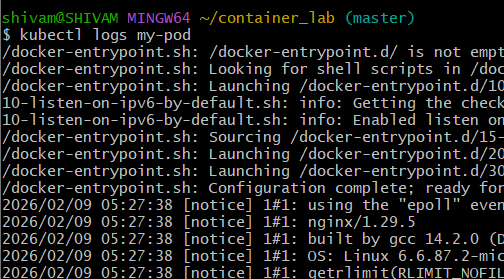 shivam@SHIVAM MINGW64 ~/container_lab (master)
$ kubectl logs my-pod
/docker-entrypoint.sh: /docker-entrypoint.d/ is not empt
/docker-entrypoint.sh: Looking for shell scripts in /doc
/docker-entrypoint.sh: Launching /docker-entrypoint.d/10
10-listen-on-ipv6-by-default.sh: info: Getting the check
10-listen-on-ipv6-by-default.sh: info: Enabled listen on
/docker-entrypoint.sh: Sourcing /docker-entrypoint.d/15-
/docker-entrypoint.sh: Launching /docker-entrypoint.d/20
/docker-entrypoint.sh: Launching /docker-entrypoint.d/30
/docker-entrypoint.sh: Configuration complete; ready for
2026/02/09 05:27:38 [notice] 1#1: using the "epoll" even
2026/02/09 05:27:38 [notice] 1#1: nginx/1.29.5
2026/02/09 05:27:38 [notice] 1#1: built by gcc 14.2.0 (D
2026/02/09 05:27:38 [notice] 1#1: OS: Linux 6.6.87.2-mic
2026/02/09 05:27:38 [notice] 1#1: getrlimit(RLIMIT_NOF